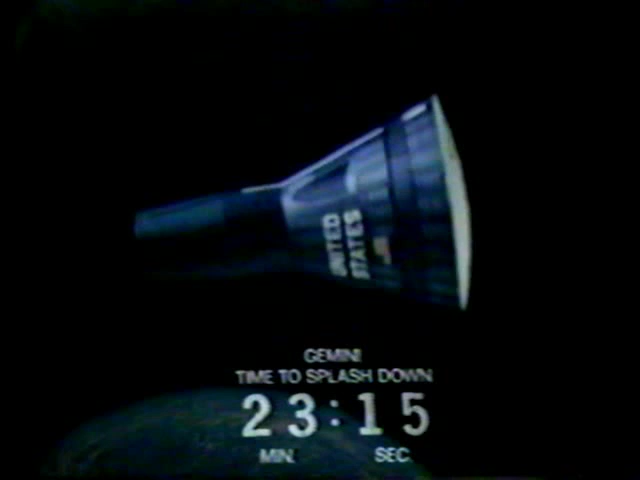 UNITED
STATES
GEMINI
TIME TO SPLASH DOWN
23:15
MIN. SEC.